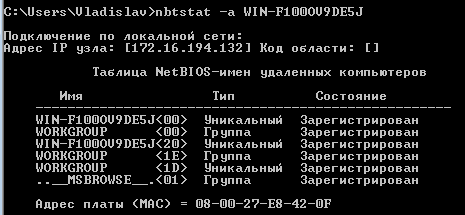 C:\Users\Vladislav>nbtstat -a WIN-F100OV9DE5J
Подключение по локальной сети:
Адрес IP узла: [172.16.194.132] Код области: []
Таблица NetBIOS-имен удаленных компьютеров
Имя Тип Состояние
WIN-F100OV9DE5J<00> Уникальный Зарегистрирован
WORKGROUP <00> Группа Зарегистрирован
WIN-F100OV9DE5J<20> Уникальный Зарегистрирован
WORKGROUP <1E> Группа Зарегистрирован
WORKGROUP <1D> Уникальный Зарегистрирован
..__MSBROWSE__.<01> Группа Зарегистрирован
Адрес платы (MAC) = 08-00-27-E8-42-0F